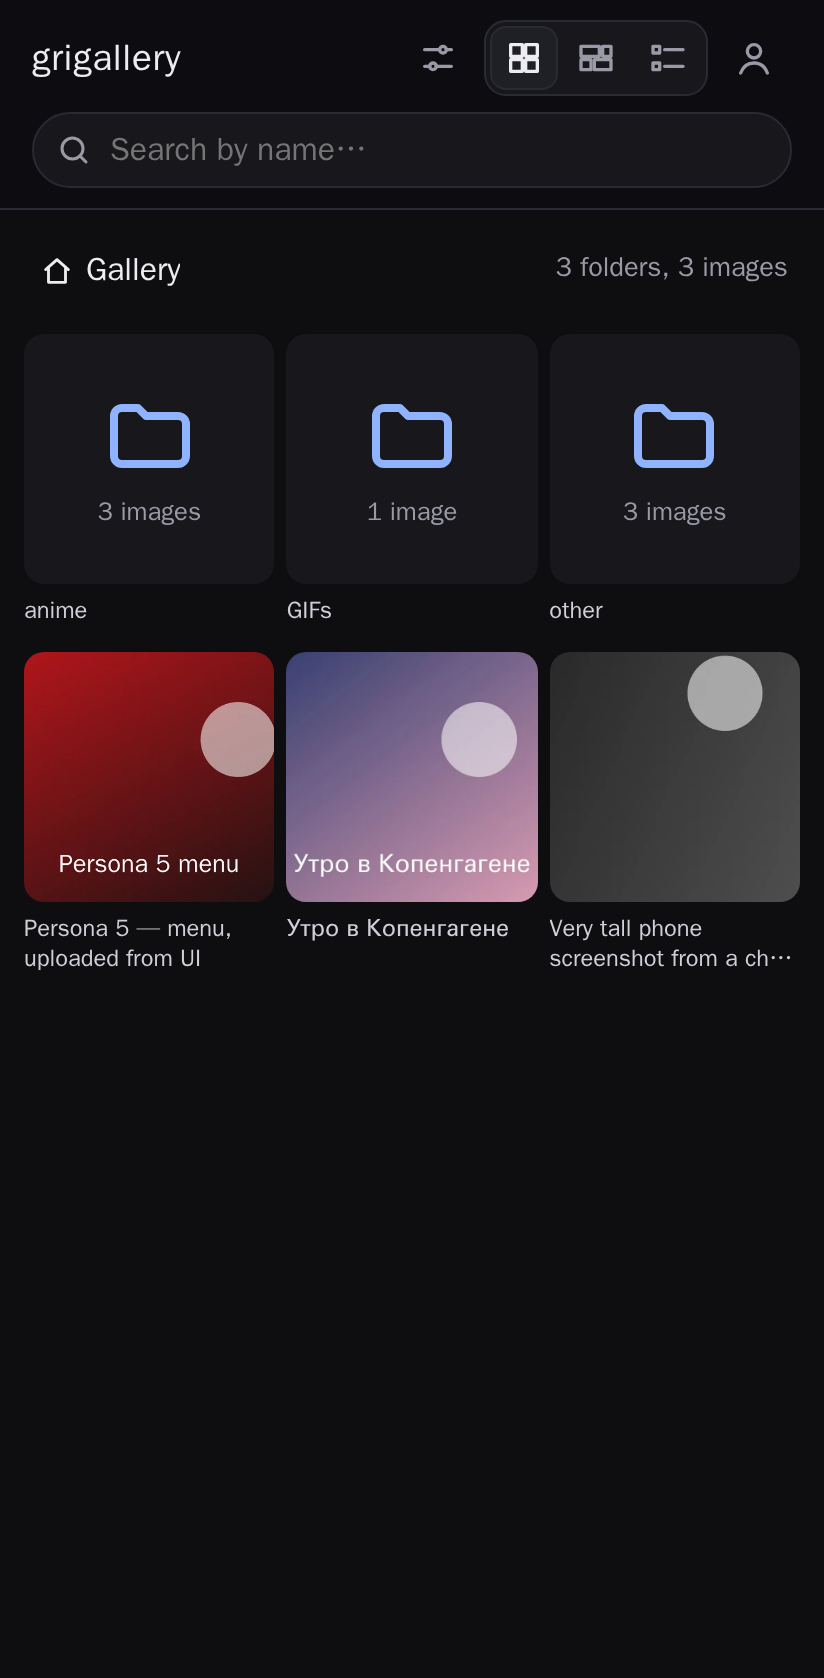 grigallery
Search by name…
Gallery
3 folders, 3 images
3 images
1 image
3 images
anime
GIFs
other
Persona 5 menu
Утро в Копенгагене
Persona 5 — menu,
uploaded from UI
Утро в Копенгагене
Very tall phone
screenshot from a ch…